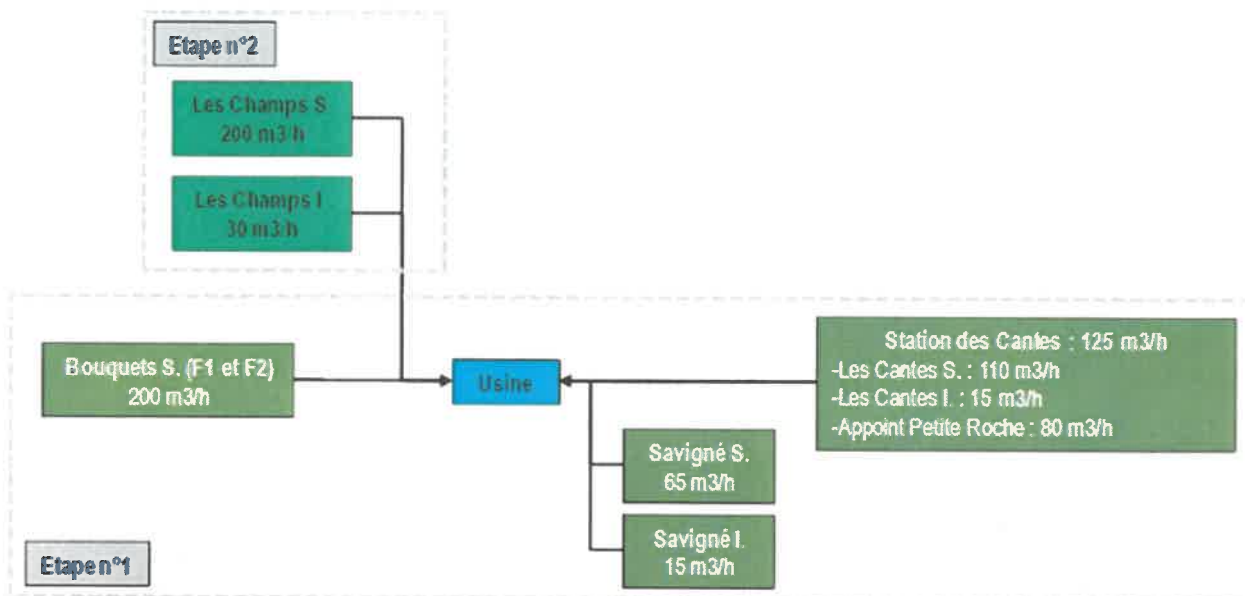 Etape n°2
Les Champs S
200 m3/h
Les Champs I.
30 m3/h
Bouquets S. (F1 et F2)
200 m3/h
Usine
Station des Cantes : 125 m3/h
-Les Cantes S. : 110 m3/h
-Les Cantes I. : 15 m3/h
-Appoint Petite Roche : 80 m3/h
Savigné S.
65 m3/h
Savigné I.
15 m3/h
Etape n°1